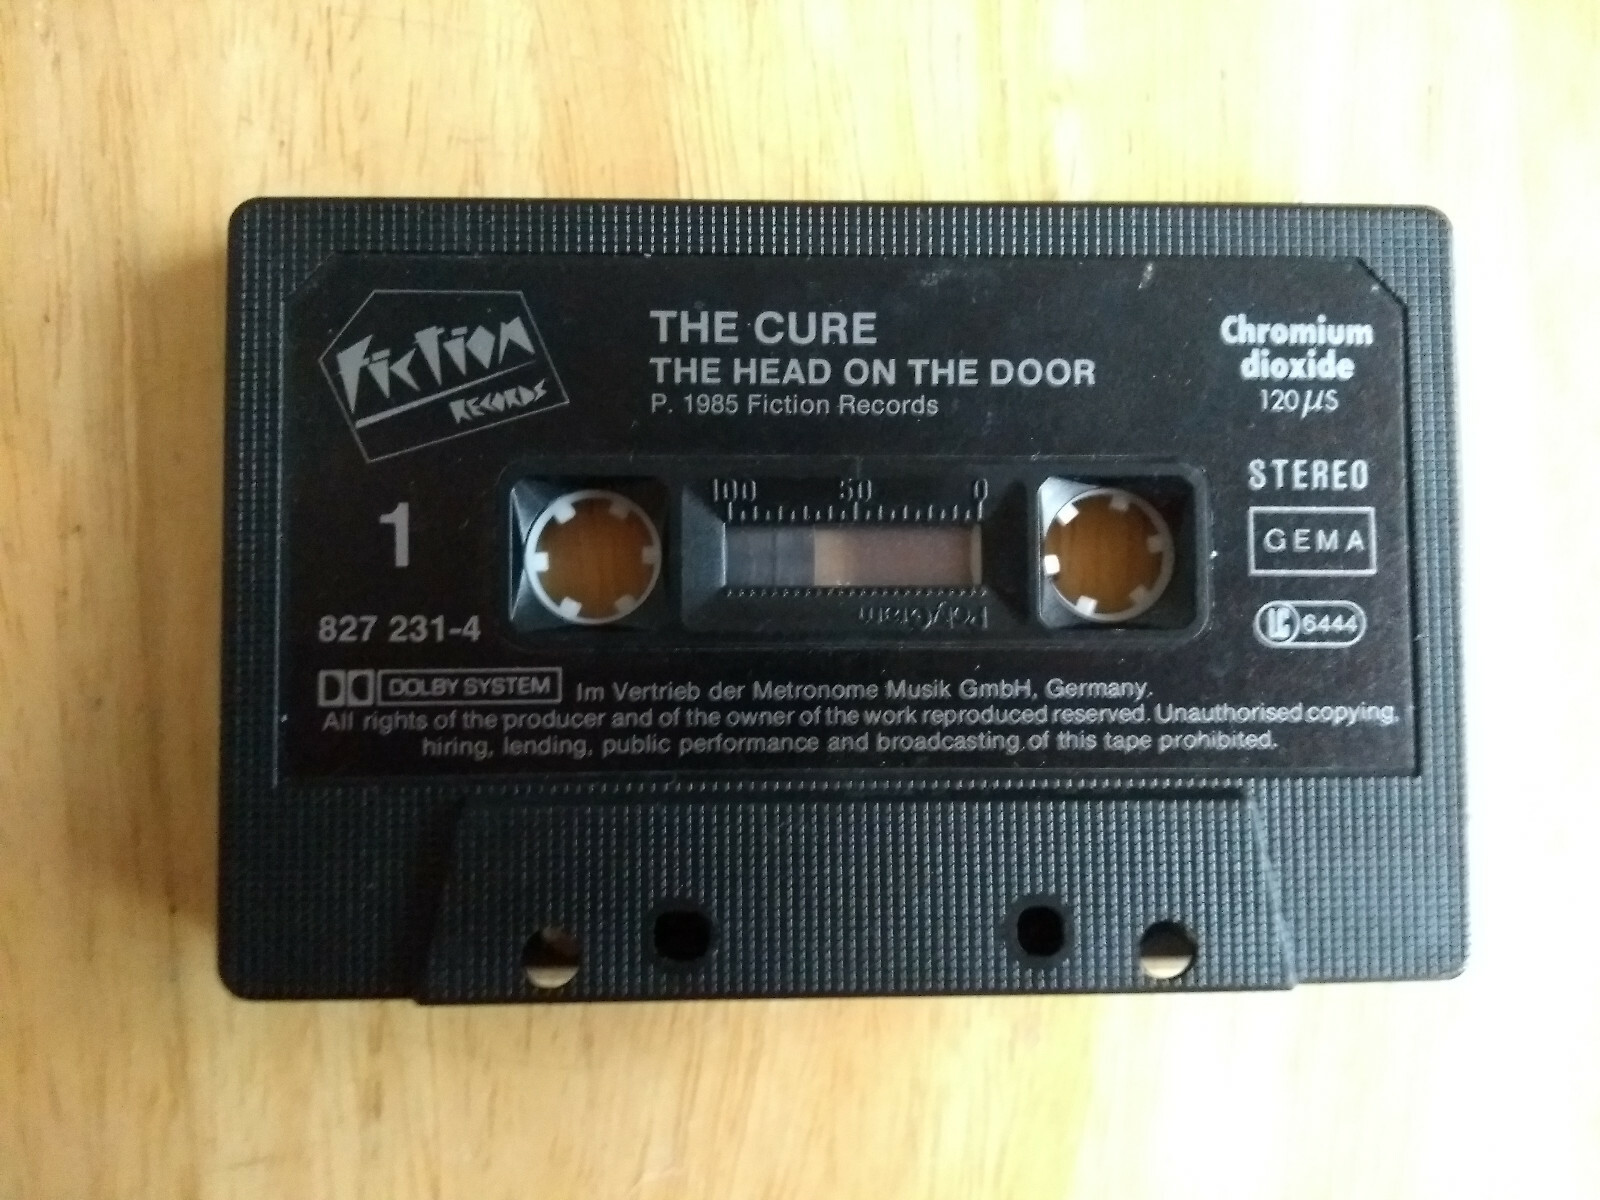 Fiction
RECORDS
THE CURE
THE HEAD ON THE DOOR
P. 1985 Fiction Records
Chromium
dioxide
120 µs
STEREO
GEMA
LC 6444
1
827 231-4
100 50 0
PolyGram
DOLBY SYSTEM Im Vertrieb der Metronome Musik GmbH, Germany.
All rights of the producer and of the owner of the work reproduced reserved. Unauthorised copying,
hiring, lending, public performance and broadcasting of this tape prohibited.